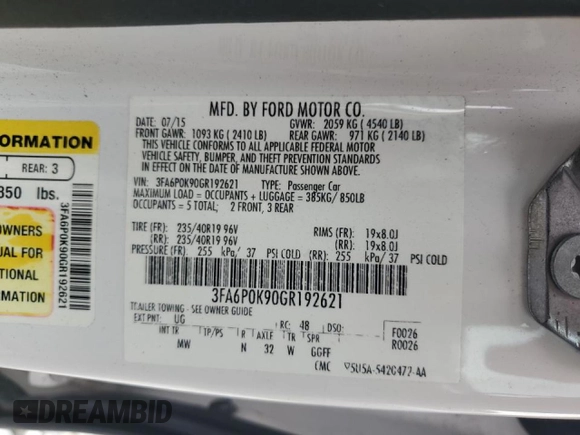 MFD. BY FORD MOTOR CO.
DATE: 07/15 GVWR: 2059 KG ( 4540 LB)
FRONT GAWR: 1093 KG ( 2410 LB) REAR GAWR: 971 KG ( 2140 LB)
THIS VEHICLE CONFORMS TO ALL APPLICABLE FEDERAL MOTOR
VEHICLE SAFETY, BUMPER, AND THEFT PREVENTION STANDARDS
IN EFFECT ON THE DATE OF MANUFACTURE SHOWN ABOVE.
VIN: 3FA6P0K90GR192621 TYPE: Passenger Car
MAXIMUM LOAD = OCCUPANTS + LUGGAGE = 385KG/ 850LB
OCCUPANTS = 5 TOTAL: 2 FRONT, 3 REAR
TIRE (FR): 235/40R19 96V RIMS (FR): 19x8.0J
(RR): 235/40R19 96V (RR): 19x8.0J
PRESSURE (FR): 255 kPa/ 37 PSI COLD (RR): 255 kPa/ 37 PSI COLD
3FA6P0K90GR192621
TRAILER TOWING - SEE OWNER GUIDE
EXT PNT: UG RC: 48 DSO: F0026
R0026
INT TR TP/PS R AXLE TR SPR
MW N 32 W GGFF
CMC 5U5A-5420472-AA
FORMATION
REAR: 3
850 lbs.
OWNERS
UAL FOR
TIONAL
ATION
3FA6P0K90GR192621
DREAMBID